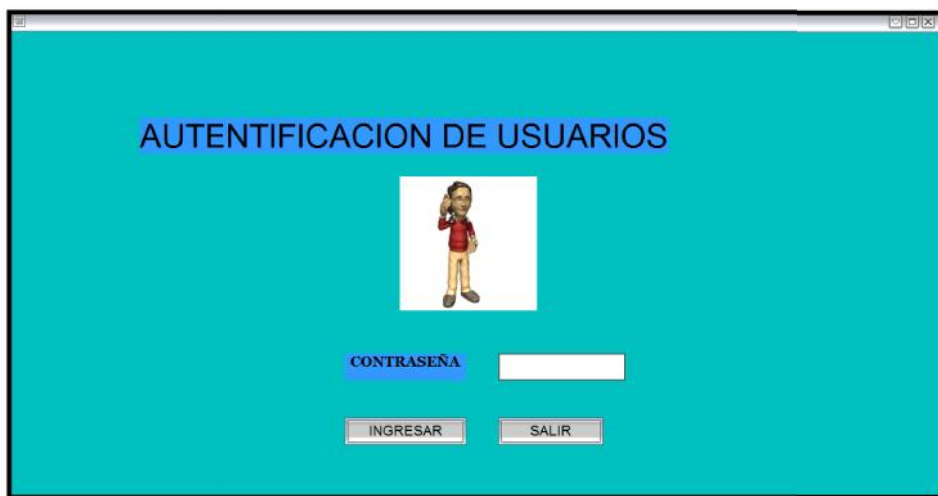 AUTENTIFICACION DE USUARIOS
CONTRASEÑA
INGRESAR
SALIR